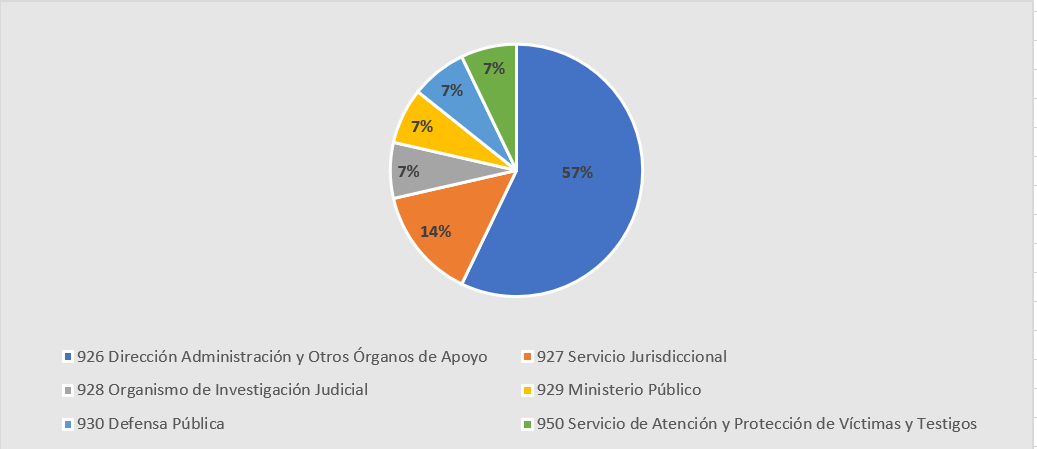 7%
7%
7%
7%
57%
14%
926 Dirección Administración y Otros Órganos de Apoyo
927 Servicio Jurisdiccional
928 Organismo de Investigación Judicial
929 Ministerio Público
930 Defensa Pública
950 Servicio de Atención y Protección de Víctimas y Testigos